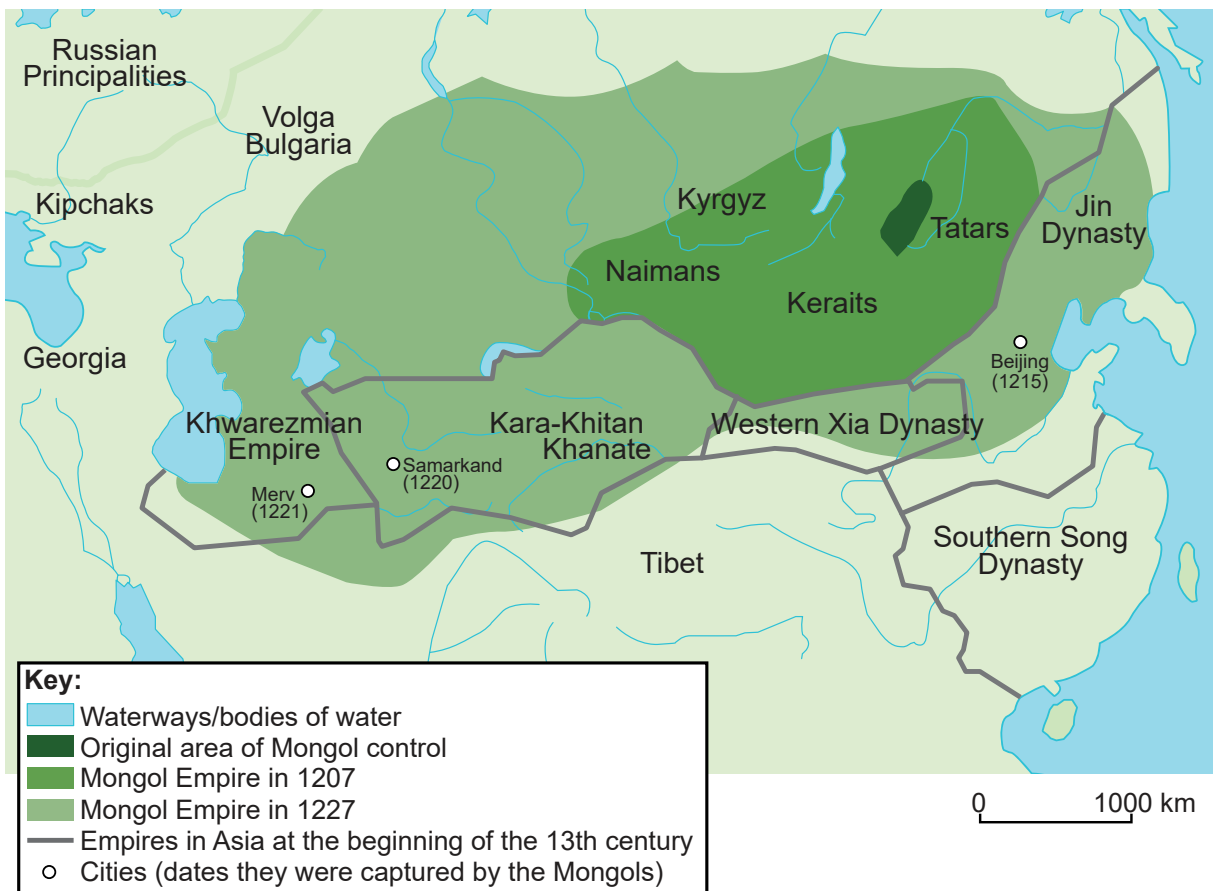 Russian
Principalities
Volga
Bulgaria
Kipchaks
Kyrgyz
Tatars
Jin
Dynasty
Naimans
Keraits
Georgia
Beijing
(1215)
Khwarezmian
Empire
Kara-Khitan
Khanate
Western Xia Dynasty
Samarkand
(1220)
Merv
(1221)
Southern Song
Dynasty
Tibet
Key:
Waterways/bodies of water
Original area of Mongol control
Mongol Empire in 1207
Mongol Empire in 1227
Empires in Asia at the beginning of the 13th century
Cities (dates they were captured by the Mongols)
0 1000 km